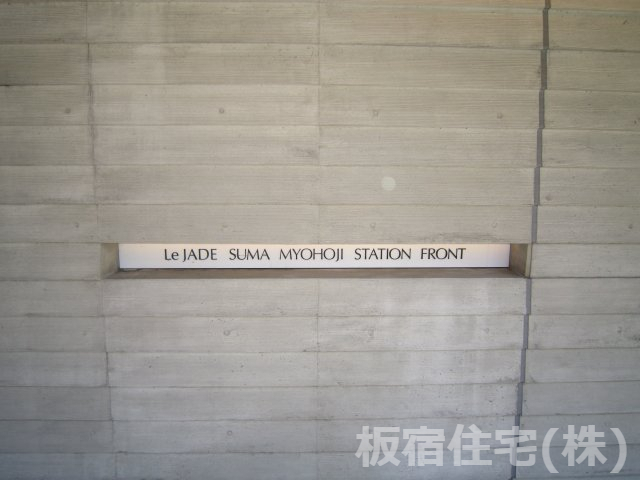 Le JADE SUMA MYOHOJI STATION FRONT
板宿住宅(株)